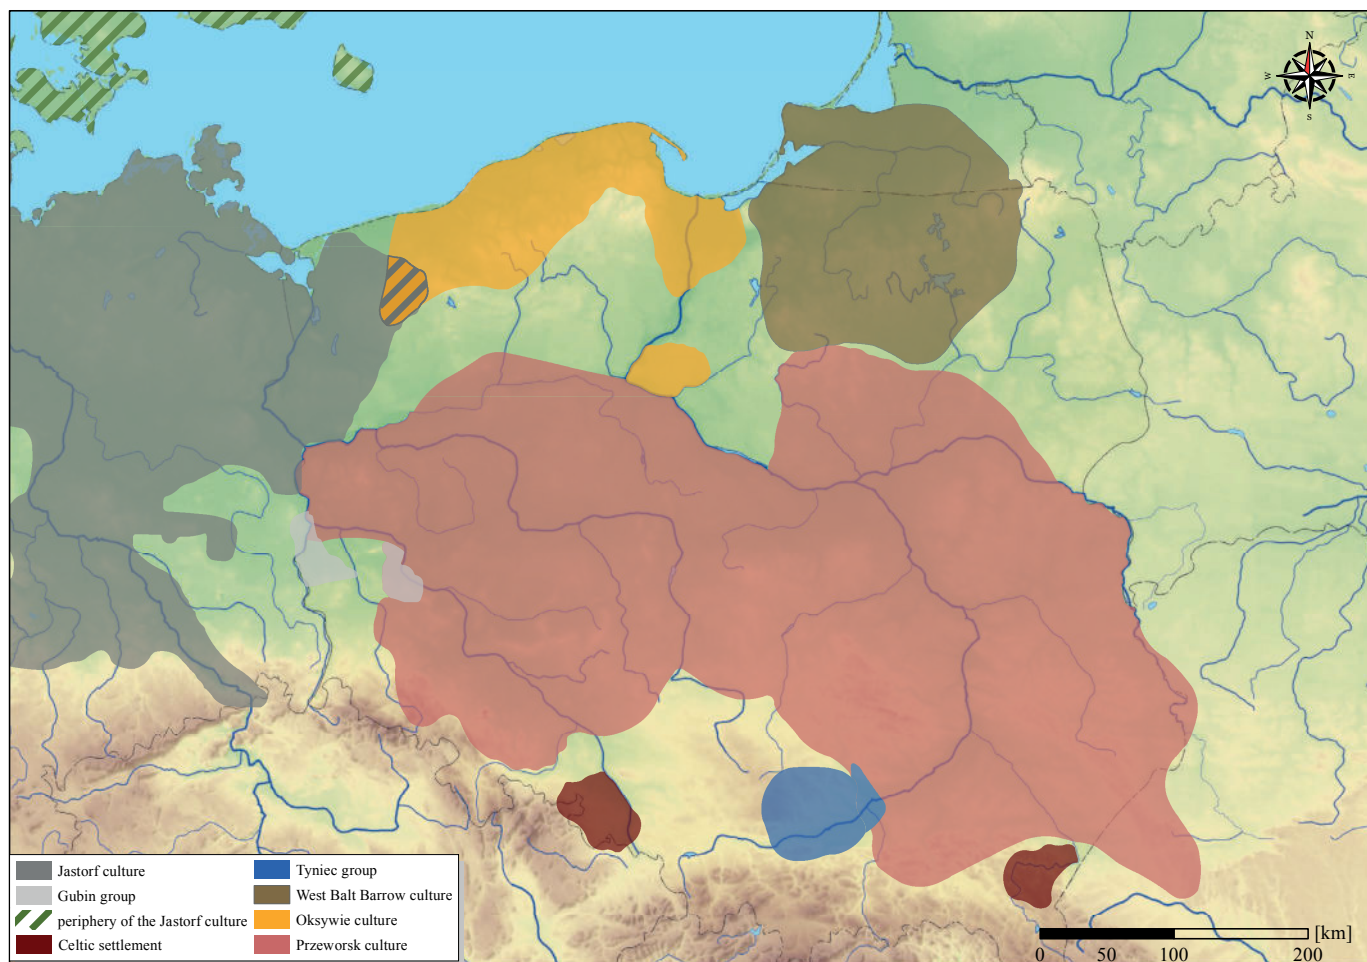 N
W
E
S
Jastorf culture
Gubin group
periphery of the Jastorf culture
Celtic settlement
Tyniec group
West Balt Barrow culture
Oksywie culture
Przeworsk culture
[km]
0 50 100 200